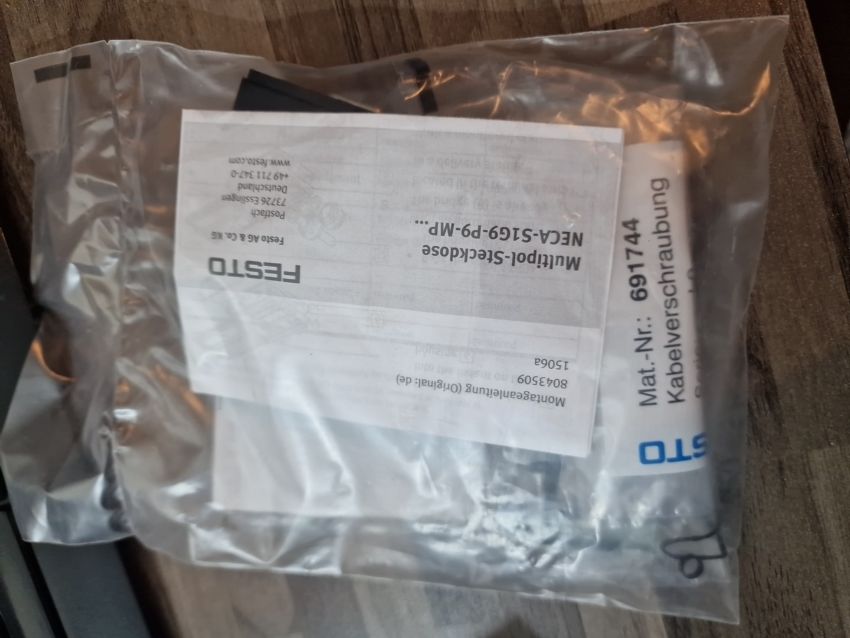 Montageanleitung (Original: de)
8043509
1506a
FESTO
Multipol-Steckdose
NECA-S1G9-P9-MP...
Festo AG & Co. KG
Postfach
73726 Esslingen
Deutschland
+49 711 347-0
www.festo.com
Mat.-Nr.: 691744
Kabelverschraubung
STO